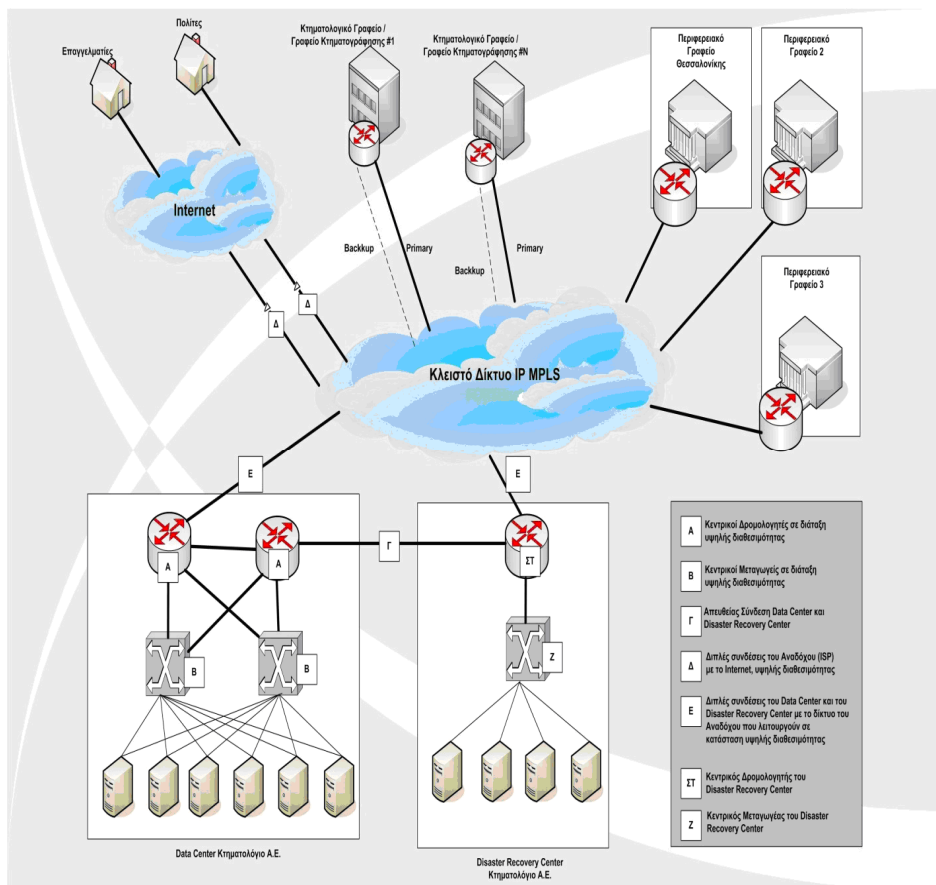 Πολίτες
Επαγγελματίες
Κτηματολογικό Γραφείο /
Γραφείο Κτηματογράφησης #1
Κτηματολογικό Γραφείο /
Γραφείο Κτηματογράφησης #N
Περιφερειακό
Γραφείο
Θεσσαλονίκης
Περιφερειακό
Γραφείο 2
Internet
Backkup
Primary
Backkup
Primary
Περιφερειακό
Γραφείο 3
Δ
Δ
Κλειστό Δίκτυο IP MPLS
Ε
Ε
Α
Α
Γ
ΣΤ
Β
Β
Ζ
Data Center Κτηματολόγιο Α.Ε.
Disaster Recovery Center
Κτηματολόγιο Α.Ε.
Α
Κεντρικοί Δρομολογητές σε διάταξη
υψηλής διαθεσιμότητας
Β
Κεντρικοί Μεταγωγείς σε διάταξη
υψηλής διαθεσιμότητας
Γ
Απευθείας Σύνδεση Data Center και
Disaster Recovery Center
Δ
Διπλές συνδέσεις του Αναδόχου (ISP)
με το Internet, υψηλής διαθεσιμότητας
Ε
Διπλές συνδέσεις του Data Center και του
Disaster Recovery Center με το δίκτυο του
Αναδόχου που λειτουργούν σε
κατάσταση υψηλής διαθεσιμότητας
ΣΤ
Κεντρικός Δρομολογητής του
Disaster Recovery Center
Ζ
Κεντρικός Μεταγωγέας του Disaster
Recovery Center